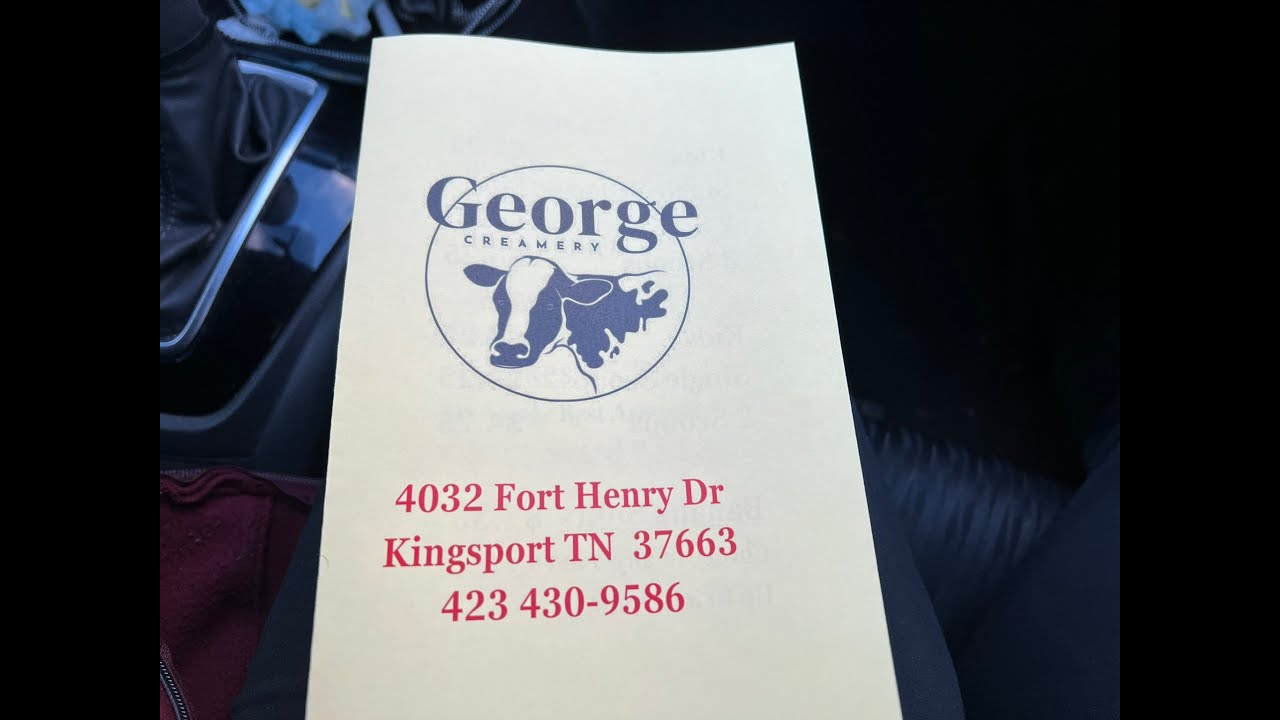 George
CREAMERY
4032 Fort Henry Dr
Kingsport TN 37663
423 430-9586